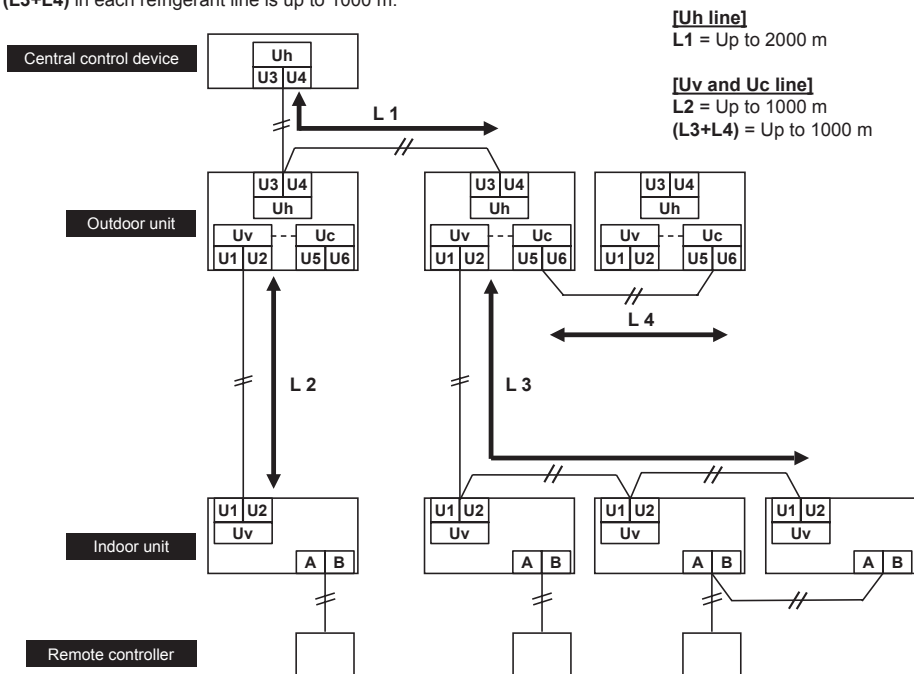 (L3+L4) in each refrigerant line is up to 1000 m.
[Uh line]
L1 = Up to 2000 m
[Uv and Uc line]
L2 = Up to 1000 m
(L3+L4) = Up to 1000 m
Central control device
Uh
U3 U4
L 1
Outdoor unit
U3 U4
Uh
Uv Uc
U1 U2 U5 U6
U3 U4
Uh
Uv Uc
U1 U2 U5 U6
U3 U4
Uh
Uv Uc
U1 U2 U5 U6
L 4
L 2
L 3
Indoor unit
U1 U2
Uv
A B
U1 U2
Uv
A B
U1 U2
Uv
A B
U1 U2
Uv
A B
Remote controller